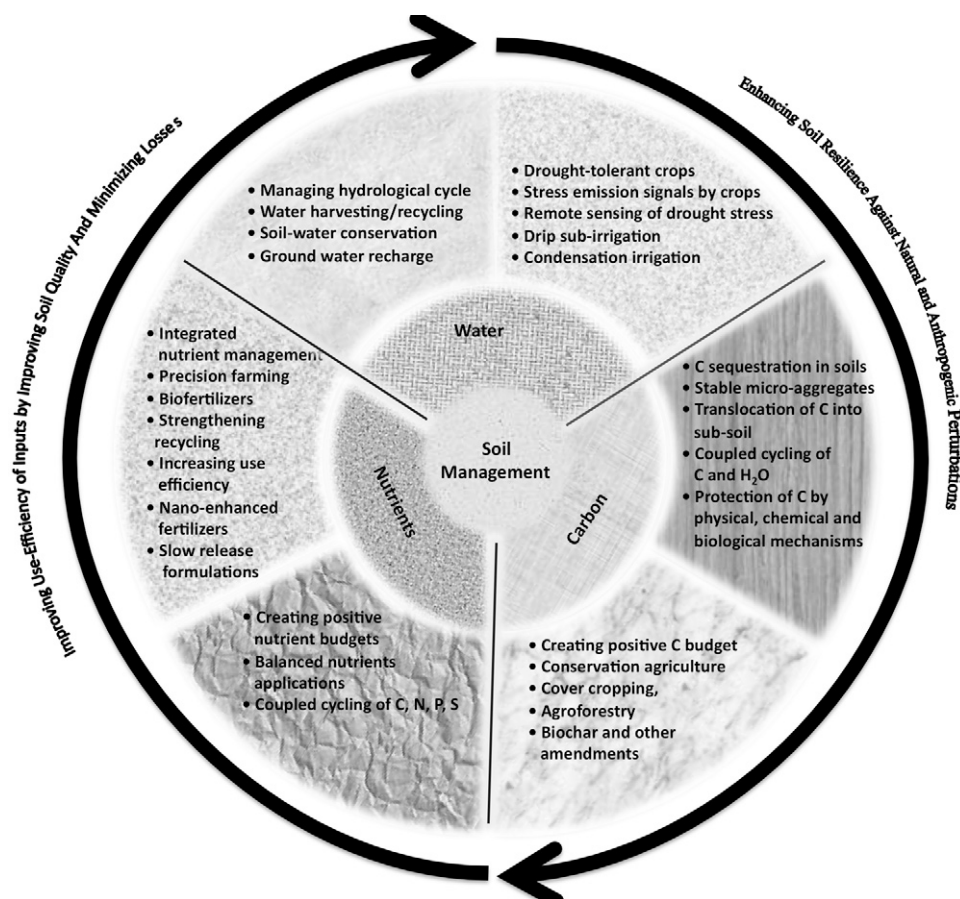 Improving Use-Efficiency of Inputs by Improving Soil Quality And Minimizing Losses
Enhancing Soil Resilience Against Natural and Anthropogenic Perturbations
• Managing hydrological cycle
• Water harvesting/recycling
• Soil-water conservation
• Ground water recharge
• Drought-tolerant crops
• Stress emission signals by crops
• Remote sensing of drought stress
• Drip sub-irrigation
• Condensation irrigation
Water
• Integrated
nutrient management
• Precision farming
• Biofertilizers
• Strengthening
recycling
• Increasing use
efficiency
• Nano-enhanced
fertilizers
• Slow release
formulations
Nutrients
Soil
Management
Carbon
• C sequestration in soils
• Stable micro-aggregates
• Translocation of C into
sub-soil
• Coupled cycling of
C and H₂O
• Protection of C by
physical, chemical and
biological mechanisms
• Creating positive
nutrient budgets
• Balanced nutrients
applications
• Coupled cycling of C, N, P, S
• Creating positive C budget
• Conservation agriculture
• Cover cropping,
• Agroforestry
• Biochar and other
amendments